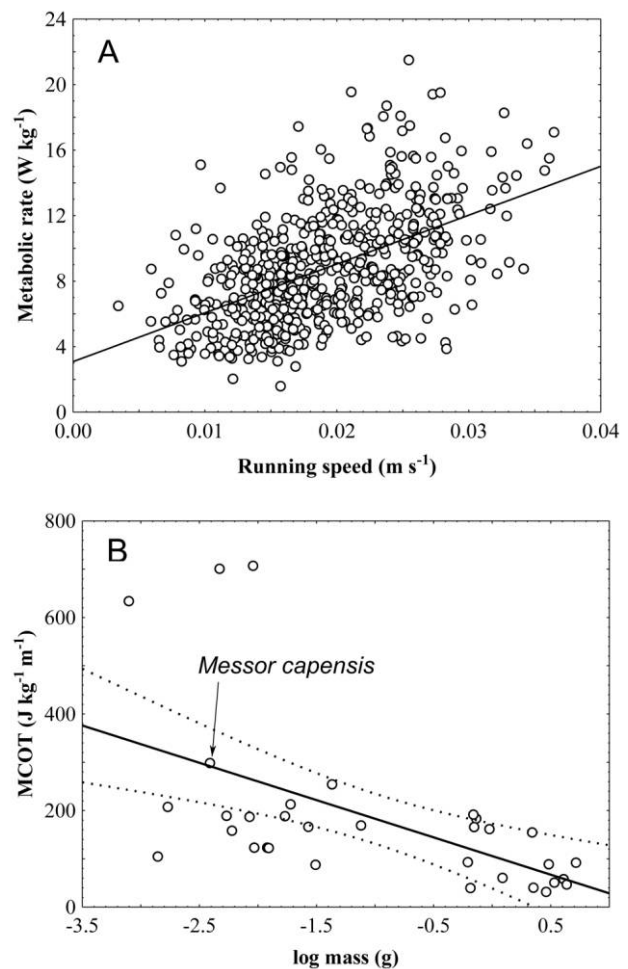 A
Metabolic rate (W kg⁻¹)
24
20
16
12
8
4
0
0.00 0.01 0.02 0.03 0.04
Running speed (m s⁻¹)
B
MCOT (J kg⁻¹ m⁻¹)
800
600
400
200
0
Messor capensis
-3.5 -2.5 -1.5 -0.5 0.5
log mass (g)